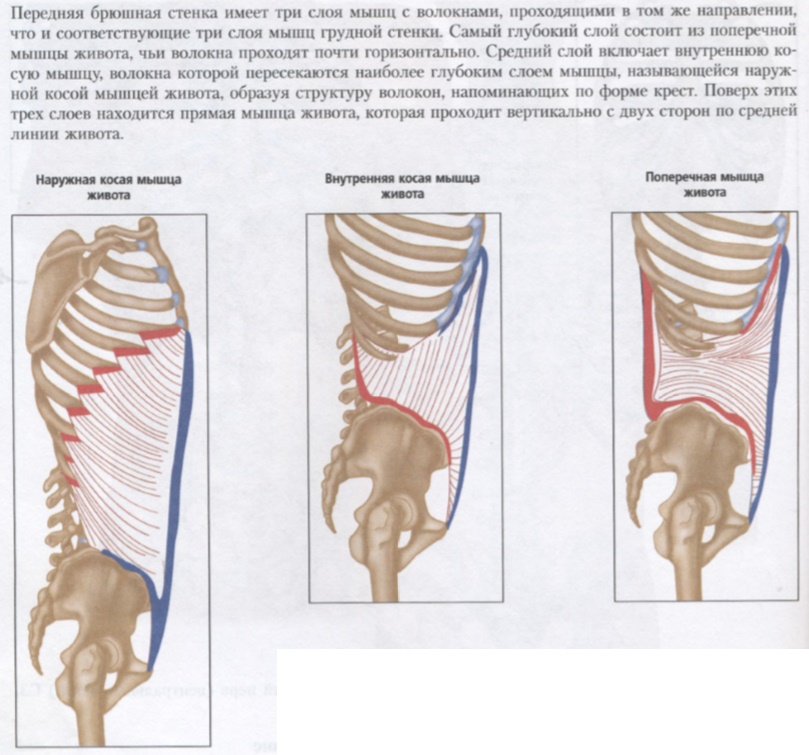 Передняя брюшная стенка имеет три слоя мышц с волокнами, проходящими в том же направлении,
что и соответствующие три слоя мышц грудной стенки. Самый глубокий слой состоит из поперечной
мышцы живота, чьи волокна проходят почти горизонтально. Средний слой включает внутреннюю ко-
сую мышцу, волокна которой пересекаются наиболее глубоким слоем мышцы, называющейся наруж-
ной косой мышцей живота, образуя структуру волокон, напоминающих по форме крест. Поверх этих
трех слоев находится прямая мышца живота, которая проходит вертикально с двух сторон по средней
линии живота.
Наружная косая мышца
живота
Внутренняя косая мышца
живота
Поперечная мышца
живота